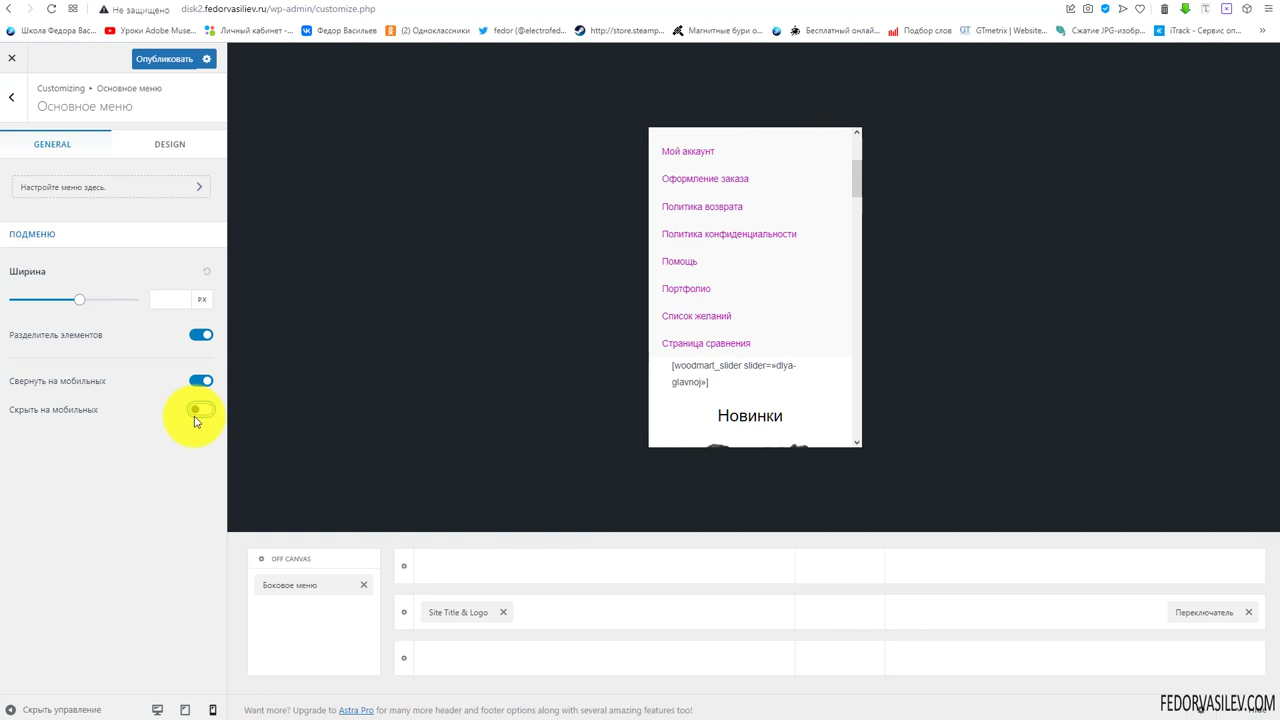 Не защищено
disk2.fedorvasiliev.ru/wp-admin/customize.php
Школа Федора Вас...
Уроки Adobe Muse...
Личный кабинет -...
Федор Васильев
(2) Одноклассники
fedor (@electrofed...
http://store.steamp...
Магнитные бури о...
Бесплатный онлай...
Подбор слов
GTmetrix | Website...
Сжатие JPG-изобр...
iTrack - Сервис оп...
Опубликовать
Customizing ▸ Основное меню
Основное меню
GENERAL
DESIGN
Настройте меню здесь.
ПОДМЕНЮ
Ширина
PX
Разделитель элементов
Свернуть на мобильных
Скрыть на мобильных
Мой аккаунт
Оформление заказа
Политика возврата
Политика конфиденциальности
Помощь
Портфолио
Список желаний
Страница сравнения
[woodmart_slider slider=»dlya-
glavnoj»]
Новинки
OFF CANVAS
Боковое меню
Site Title & Logo
Переключатель
Скрыть управление
Want more? Upgrade to Astra Pro for many more header and footer options along with several amazing features too!
FEDORVASILEV.COM